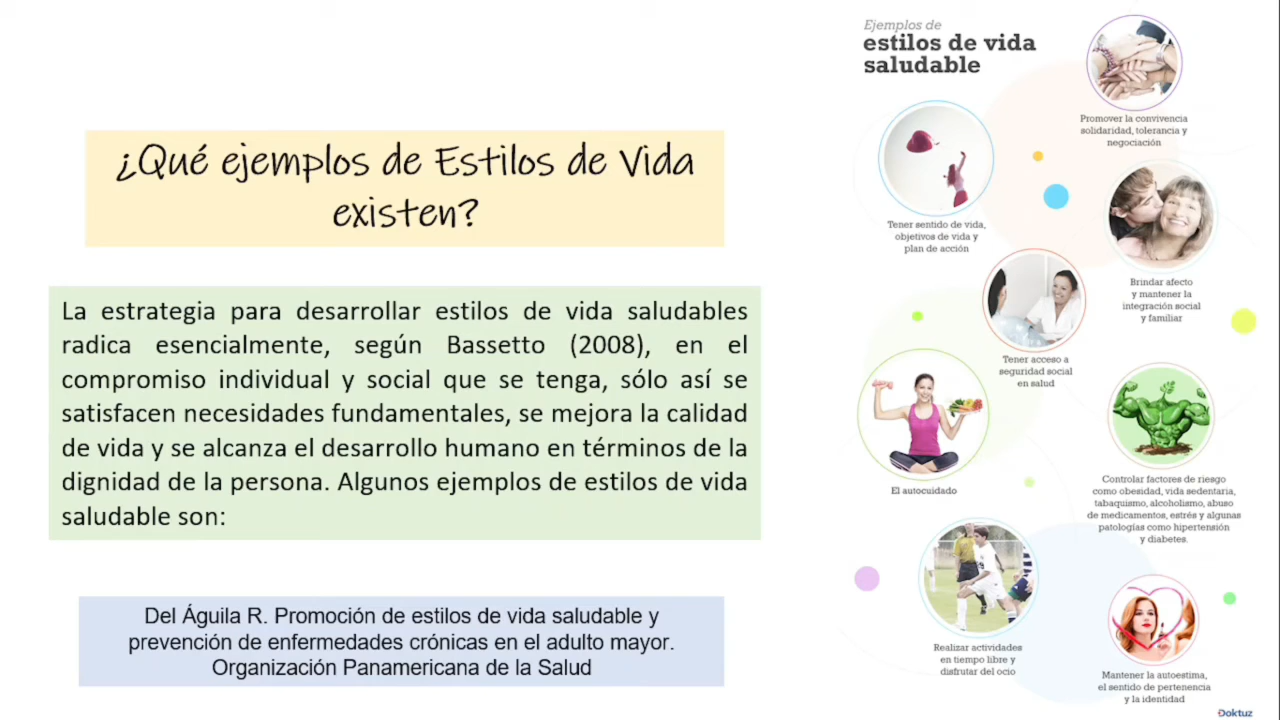 ¿Qué ejemplos de Estilos de Vida
existen?
La estrategia para desarrollar estilos de vida saludables
radica esencialmente, según Bassetto (2008), en el
compromiso individual y social que se tenga, sólo así se
satisfacen necesidades fundamentales, se mejora la calidad
de vida y se alcanza el desarrollo humano en términos de la
dignidad de la persona. Algunos ejemplos de estilos de vida
saludable son:
Del Águila R. Promoción de estilos de vida saludable y
prevención de enfermedades crónicas en el adulto mayor.
Organización Panamericana de la Salud
Ejemplos de
estilos de vida
saludable
Promover la convivencia
solidaridad, tolerancia y
negociación
Tener sentido de vida,
objetivos de vida y
plan de acción
Brindar afecto
y mantener la
integración social
y familiar
Tener acceso a
seguridad social
en salud
El autocuidado
Controlar factores de riesgo
como obesidad, vida sedentaria,
tabaquismo, alcoholismo, abuso
de medicamentos, estrés y algunas
patologías como hipertensión
y diabetes.
Realizar actividades
en tiempo libre y
disfrutar del ocio
Mantener la autoestima,
el sentido de pertenencia
y la identidad
Doktuz